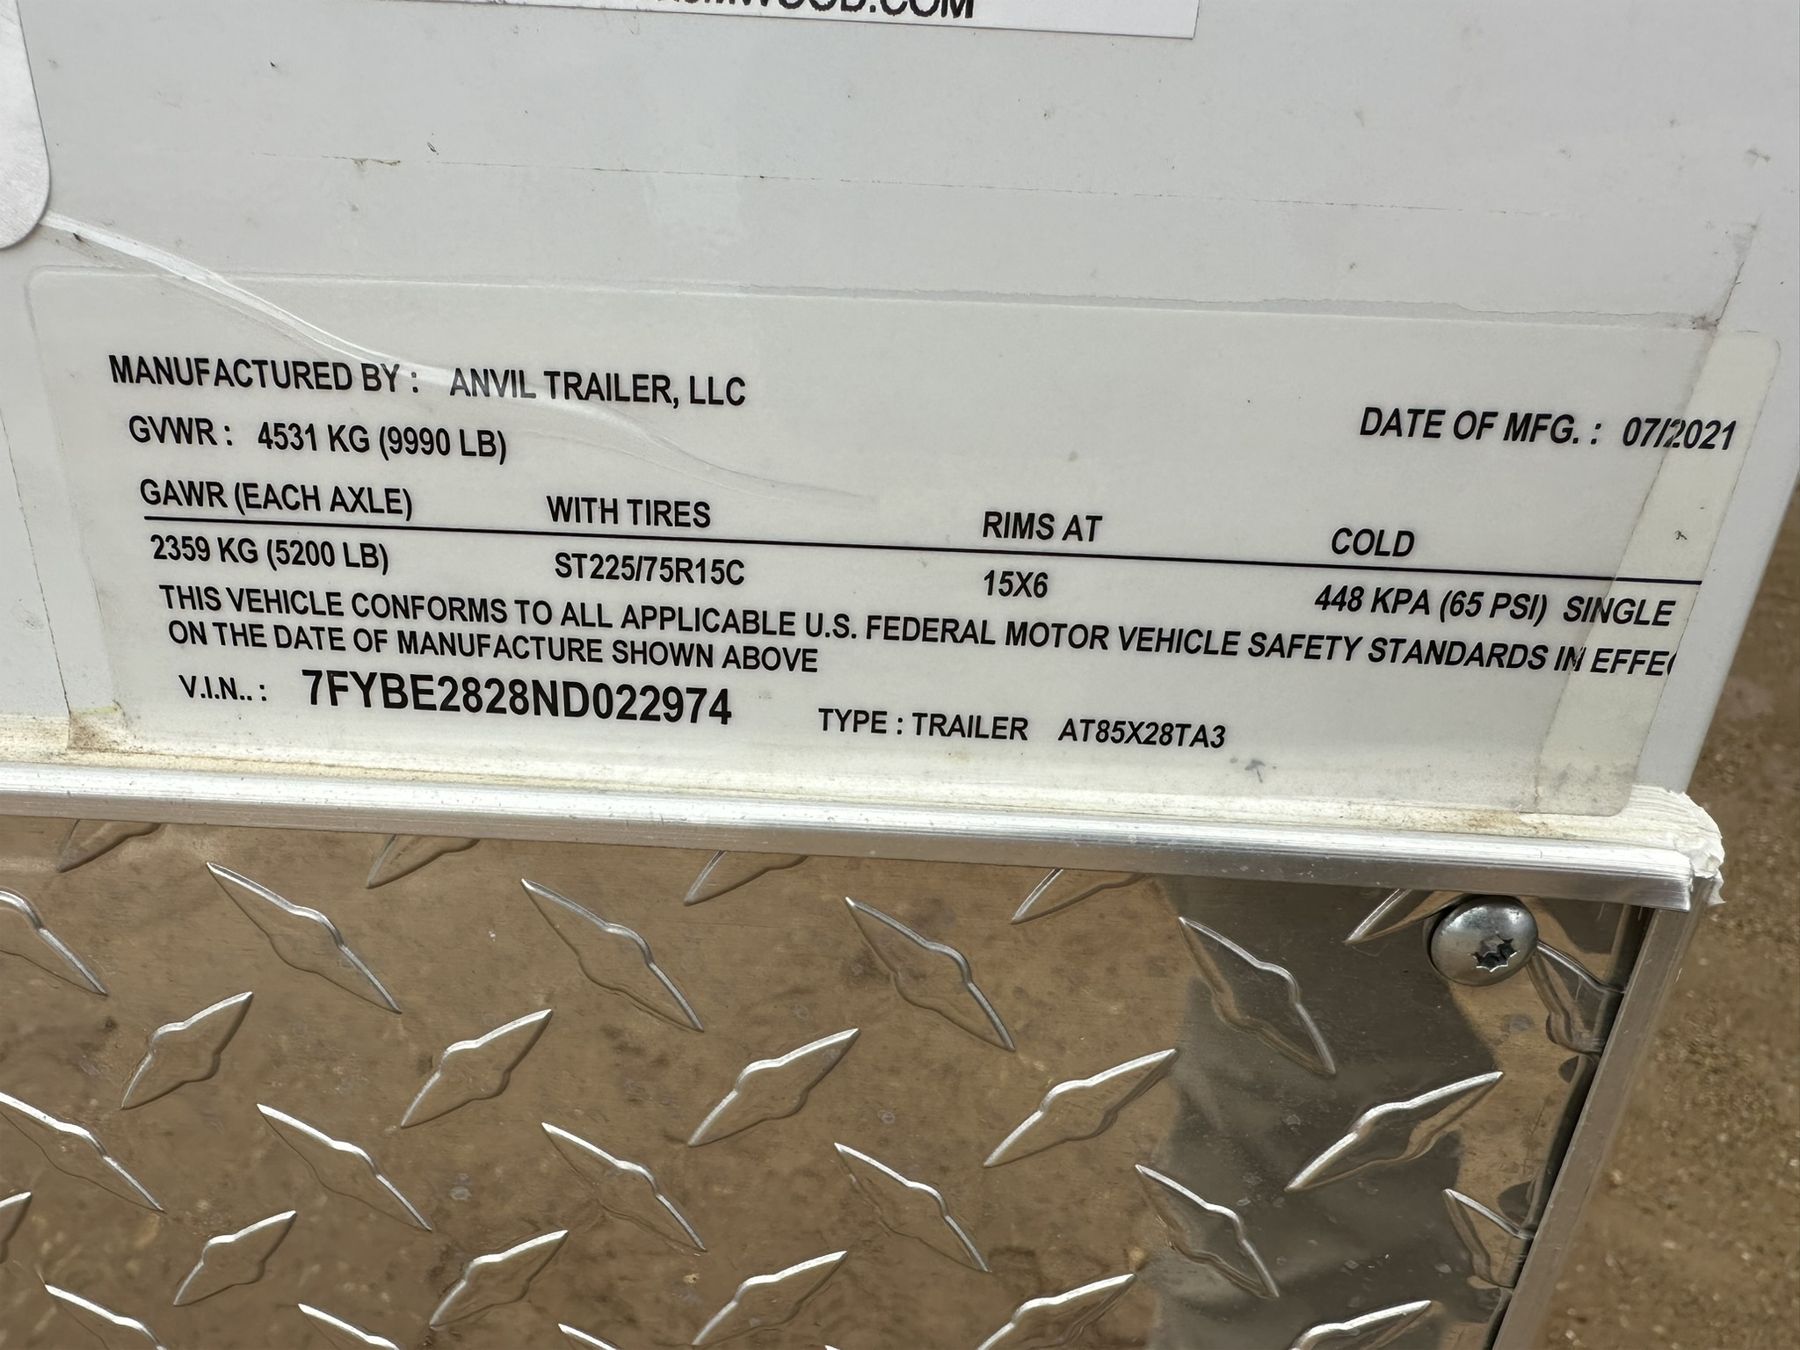 MANUFACTURED BY : ANVIL TRAILER, LLC
GVWR : 4531 KG (9990 LB)
DATE OF MFG. : 07/2021
GAWR (EACH AXLE) WITH TIRES RIMS AT COLD
2359 KG (5200 LB) ST225/75R15C 15X6 448 KPA (65 PSI) SINGLE
THIS VEHICLE CONFORMS TO ALL APPLICABLE U.S. FEDERAL MOTOR VEHICLE SAFETY STANDARDS IN EFFEC
ON THE DATE OF MANUFACTURE SHOWN ABOVE
V.I.N.. : 7FYBE2828ND022974 TYPE : TRAILER AT85X28TA3